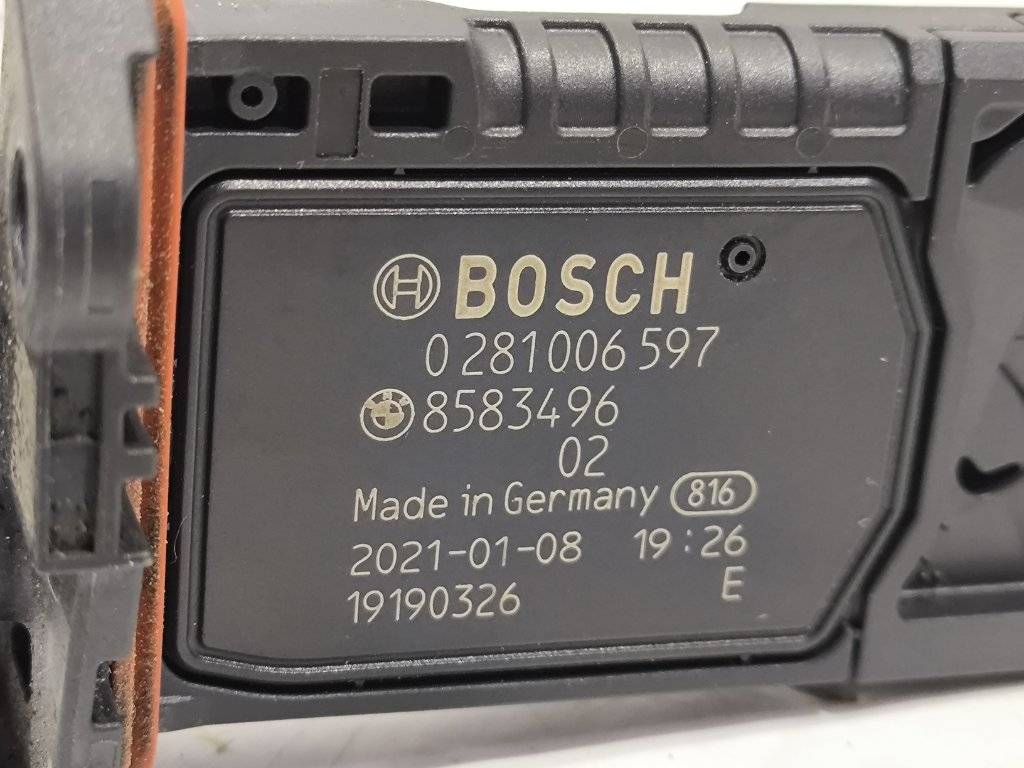 BOSCH
0 281 006 597
8583496
02
Made in Germany 816
2021-01-08 19:26
19190326 E